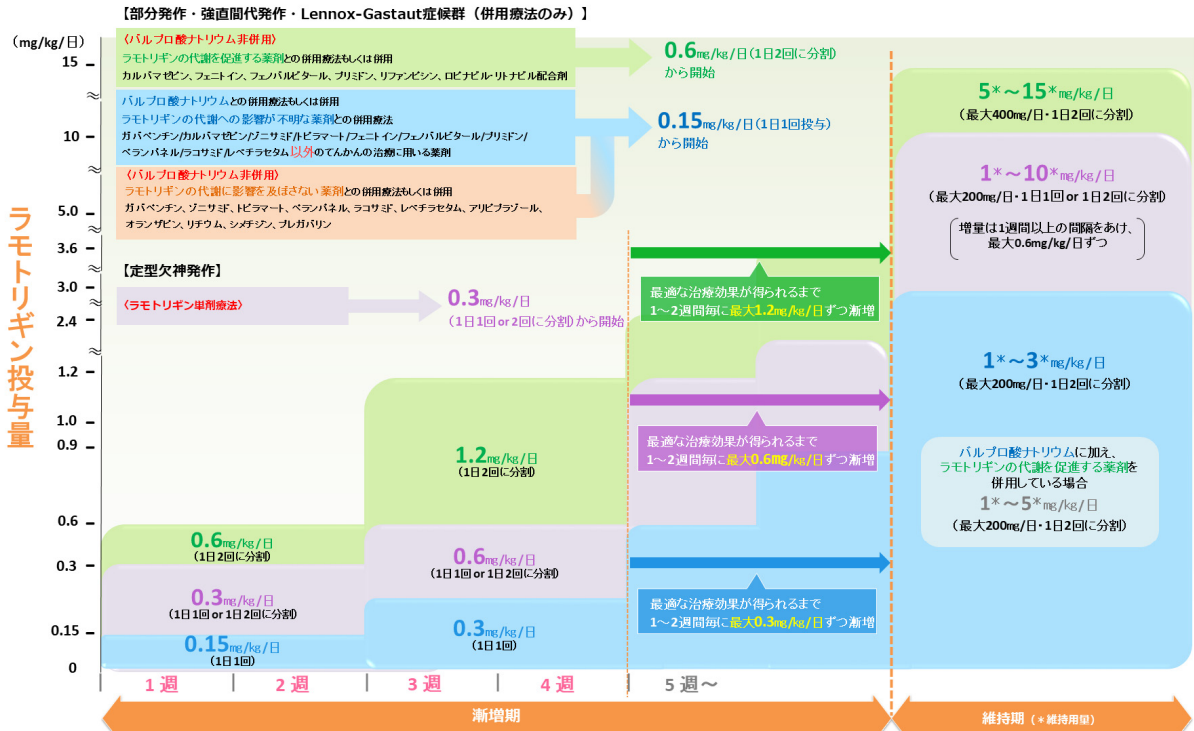 【部分発作・強直間代発作・Lennox-Gastaut症候群（併用療法のみ）】
(mg/kg/日)
〈バルプロ酸ナトリウム非併用〉
ラモトリギンの代謝を促進する薬剤との併用療法もしくは併用
カルバマゼピン、フェニトイン、フェノバルビタール、プリミドン、リファンピシン、ロピナビル・リトナビル配合剤
0.6mg/kg/日(1日2回に分割)
から開始
バルプロ酸ナトリウムとの併用療法もしくは併用
ラモトリギンの代謝への影響が不明な薬剤との併用療法
ガバペンチン/カルバマゼピン/ゾニサミド/トピラマート/フェニトイン/フェノバルビタール/プリミドン/
ペランパネル/ラコサミド/レベチラセタム以外のてんかんの治療に用いる薬剤
0.15mg/kg/日(1日1回投与)
から開始
〈バルプロ酸ナトリウム非併用〉
ラモトリギンの代謝に影響を及ぼさない薬剤との併用療法もしくは併用
ガバペンチン、ゾニサミド、トピラマート、ペランパネル、ラコサミド、レベチラセタム、アリピプラゾール、
オランザピン、リチウム、シメチジン、プレガバリン
【定型欠神発作】
〈ラモトリギン単剤療法〉
0.3mg/kg/日
(1日1回 or 2回に分割)から開始
ラモトリギン投与量
15
10
5.0
3.6
3.0
2.4
1.2
1.0
0.9
0.6
0.3
0.15
0
0.6mg/kg/日
(1日2回に分割)
0.3mg/kg/日
(1日1回 or 1日2回に分割)
0.15mg/kg/日
(1日1回)
1.2mg/kg/日
(1日2回に分割)
0.6mg/kg/日
(1日1回 or 1日2回に分割)
0.3mg/kg/日
(1日1回)
最適な治療効果が得られるまで
1～2週間毎に最大1.2mg/kg/日ずつ漸増
最適な治療効果が得られるまで
1～2週間毎に最大0.6mg/kg/日ずつ漸増
最適な治療効果が得られるまで
1～2週間毎に最大0.3mg/kg/日ずつ漸増
5*～15*mg/kg/日
(最大400mg/日・1日2回に分割)
1*～10*mg/kg/日
(最大200mg/日・1日1回 or 1日2回に分割)
増量は1週間以上の間隔をあけ、
最大0.6mg/kg/日ずつ
1*～3*mg/kg/日
(最大200mg/日・1日2回に分割)
バルプロ酸ナトリウムに加え、
ラモトリギンの代謝を促進する薬剤を
併用している場合
1*～5*mg/kg/日
(最大200mg/日・1日2回に分割)
1週
2週
3週
4週
5週～
漸増期
維持期（*維持用量）